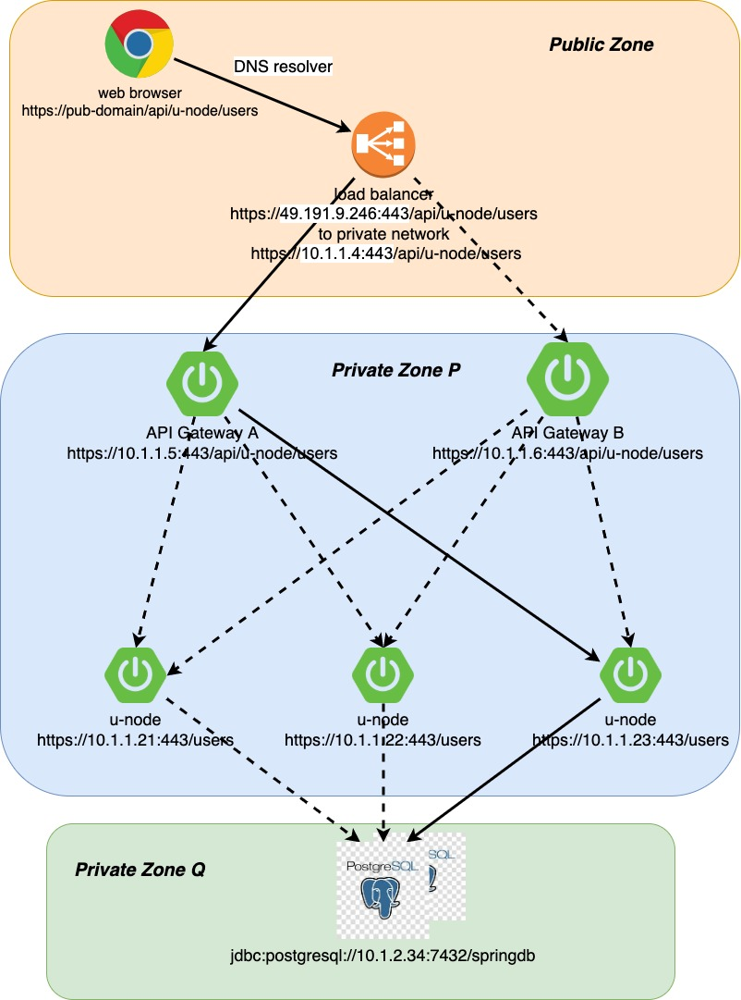 Public Zone
DNS resolver
web browser
https://pub-domain/api/u-node/users
load balancer
https://49.191.9.246:443/api/u-node/users
to private network
https://10.1.1.4:443/api/u-node/users
Private Zone P
API Gateway A
https://10.1.1.5:443/api/u-node/users
API Gateway B
https://10.1.1.6:443/api/u-node/users
u-node
https://10.1.1.21:443/users
u-node
https://10.1.1.22:443/users
u-node
https://10.1.1.23:443/users
Private Zone Q
PostgreSQL
SQL
jdbc:postgresql://10.1.2.34:7432/springdb